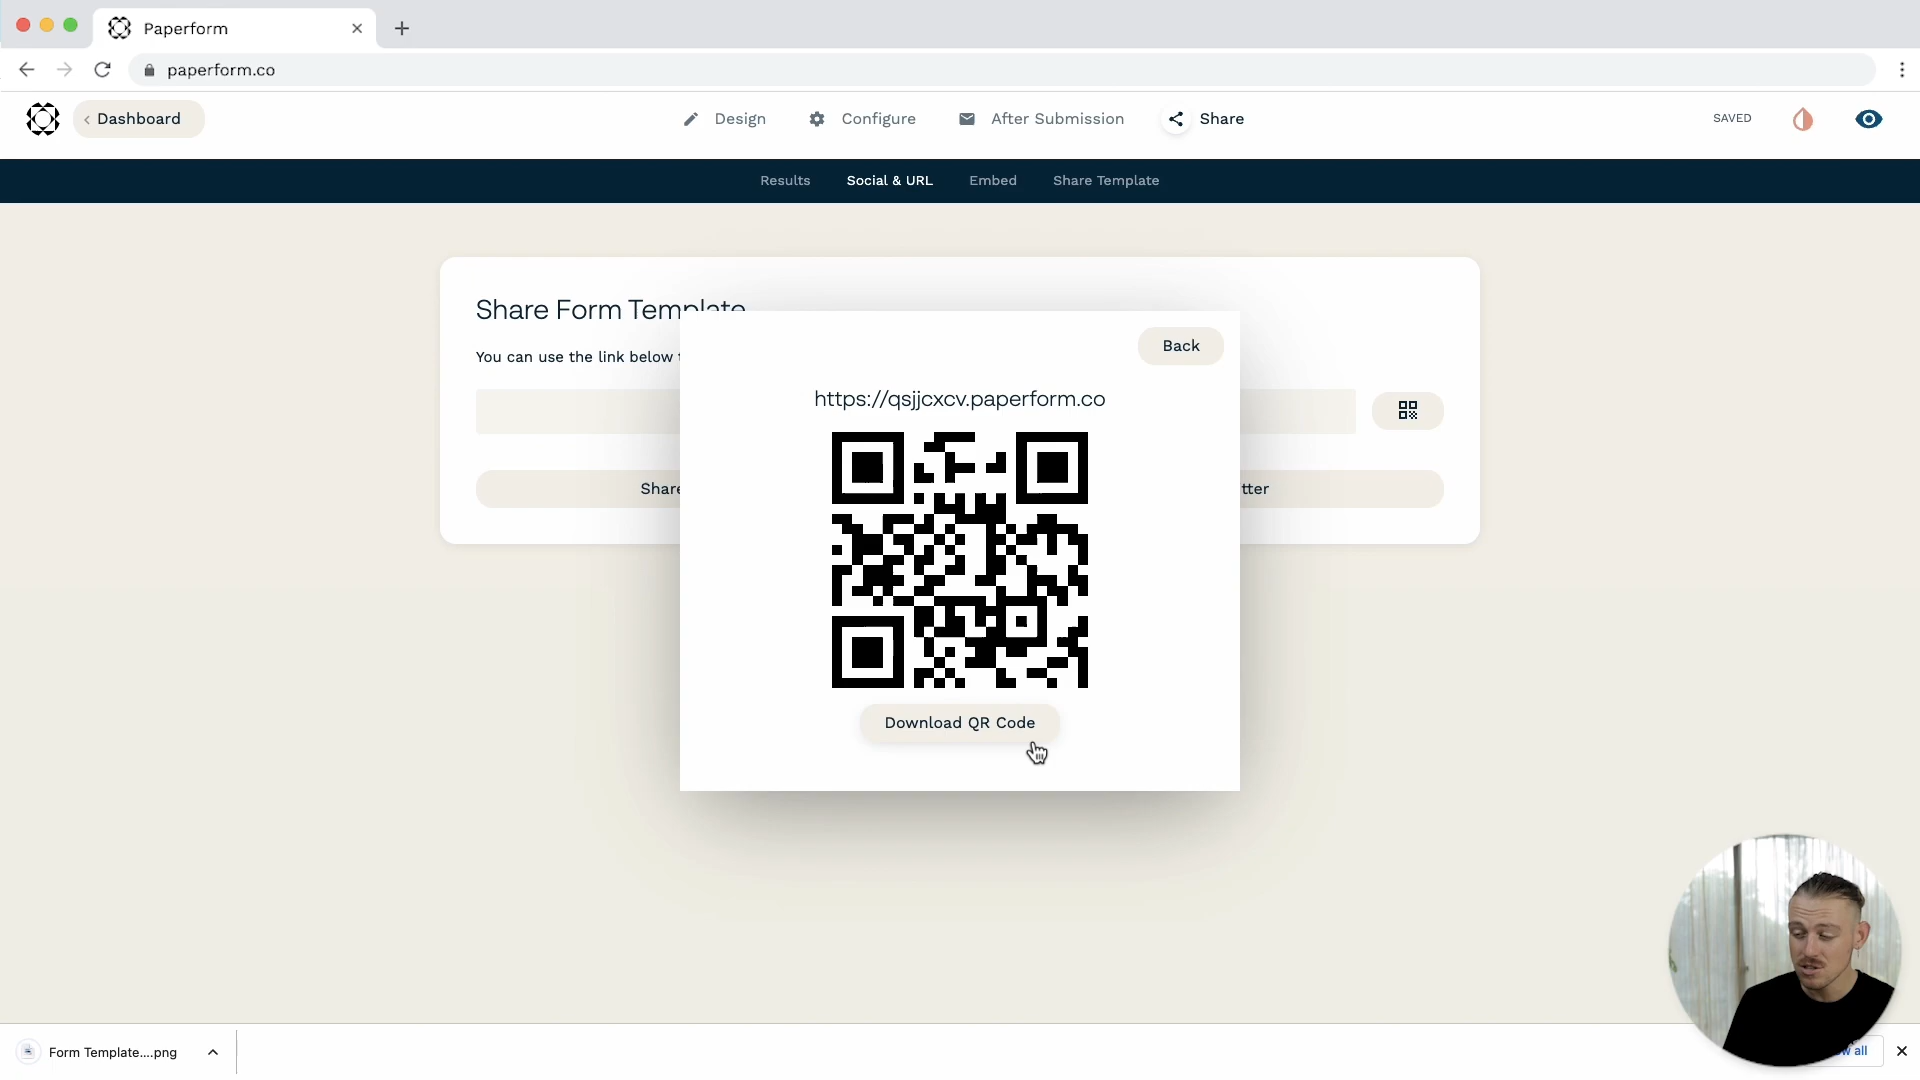 Paperform
paperform.co
Dashboard
Design
Configure
After Submission
Share
SAVED
Results
Social & URL
Embed
Share Template
Share Form Template
You can use the link below
Back
https://qsjjcxcv.paperform.co
Share
tter
Download QR Code
Form Template....png
all